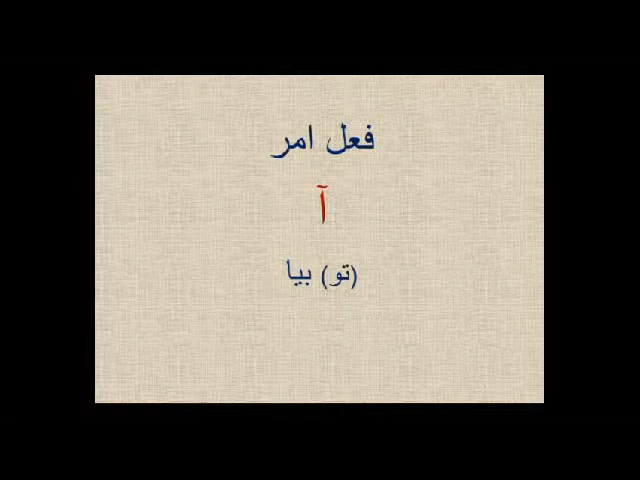 فعل امر
آ
(تو) بیا